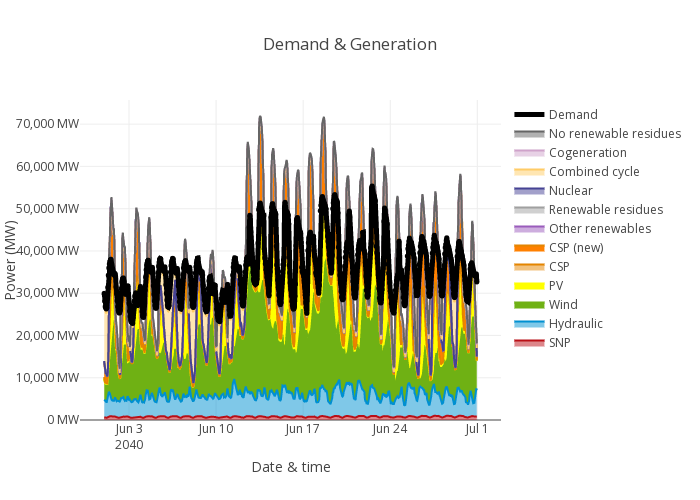 Demand & Generation
70,000 MW
60,000 MW
50,000 MW
40,000 MW
30,000 MW
20,000 MW
10,000 MW
0 MW
Power (MW)
Jun 3
2040
Jun 10
Jun 17
Jun 24
Jul 1
Date & time
Demand
No renewable residues
Cogeneration
Combined cycle
Nuclear
Renewable residues
Other renewables
CSP (new)
CSP
PV
Wind
Hydraulic
SNP